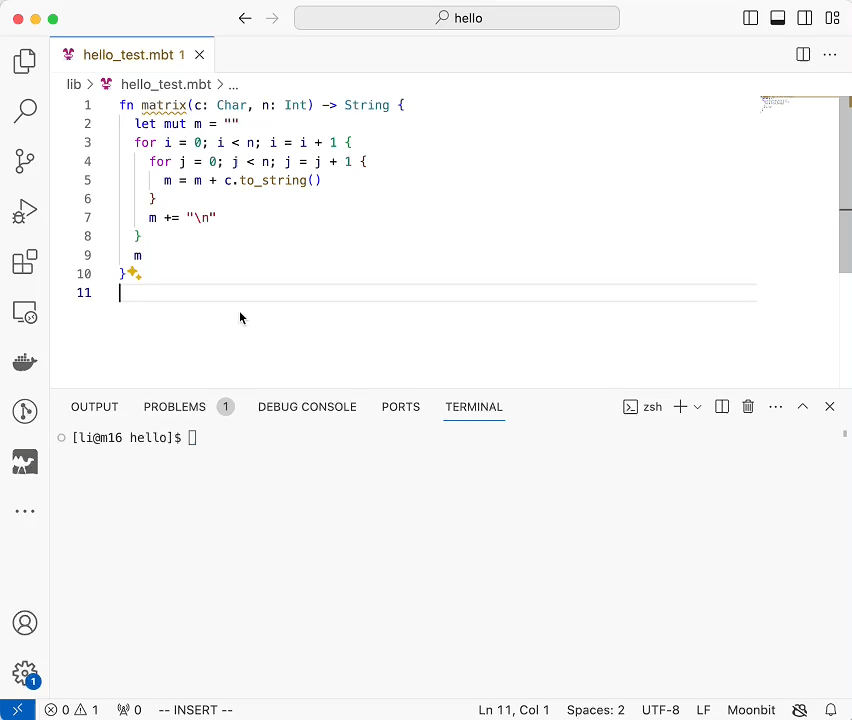 hello
hello_test.mbt 1
lib > hello_test.mbt > ...
1 fn matrix(c: Char, n: Int) -> String {
2   let mut m = ""
3   for i = 0; i < n; i = i + 1 {
4     for j = 0; j < n; j = j + 1 {
5       m = m + c.to_string()
6     }
7     m += "\n"
8   }
9   m
10 }
11
OUTPUT PROBLEMS 1 DEBUG CONSOLE PORTS TERMINAL zsh
[li@m16 hello]$
1
0 1 0 -- INSERT -- Ln 11, Col 1 Spaces: 2 UTF-8 LF Moonbit